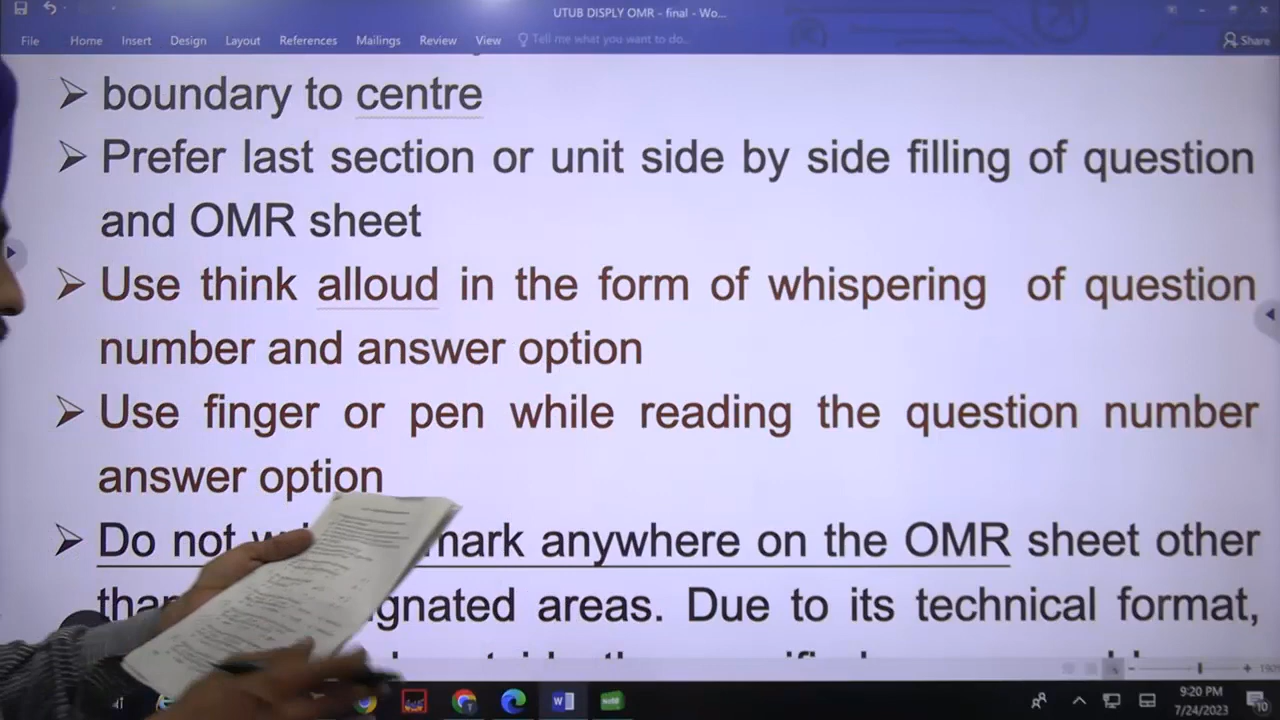 UTUB DISPLY OMR - final - Wo...
File Home Insert Design Layout References Mailings Review View Tell me what you want to do... Share
➢ boundary to centre
➢ Prefer last section or unit side by side filling of question
and OMR sheet
➢ Use think alloud in the form of whispering of question
number and answer option
➢ Use finger or pen while reading the question number
answer option
➢ Do not mark anywhere on the OMR sheet other
areas. Due to its technical format,
9:20 PM
7/24/2023